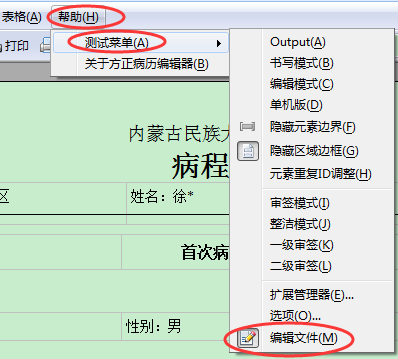 表格(A) 帮助(H)
打印
测试菜单(A)
关于方正病历编辑器(B)
Output(A)
书写模式(B)
编辑模式(C)
单机版(D)
隐藏元素边界(F)
隐藏区域边框(G)
元素重复ID调整(H)
审签模式(I)
整洁模式(J)
一级审签(K)
二级审签(L)
扩展管理器(E)...
选项(O)...
编辑文件(M)
内蒙古民族大
病程
区 姓名：徐*
首次病
性别：男